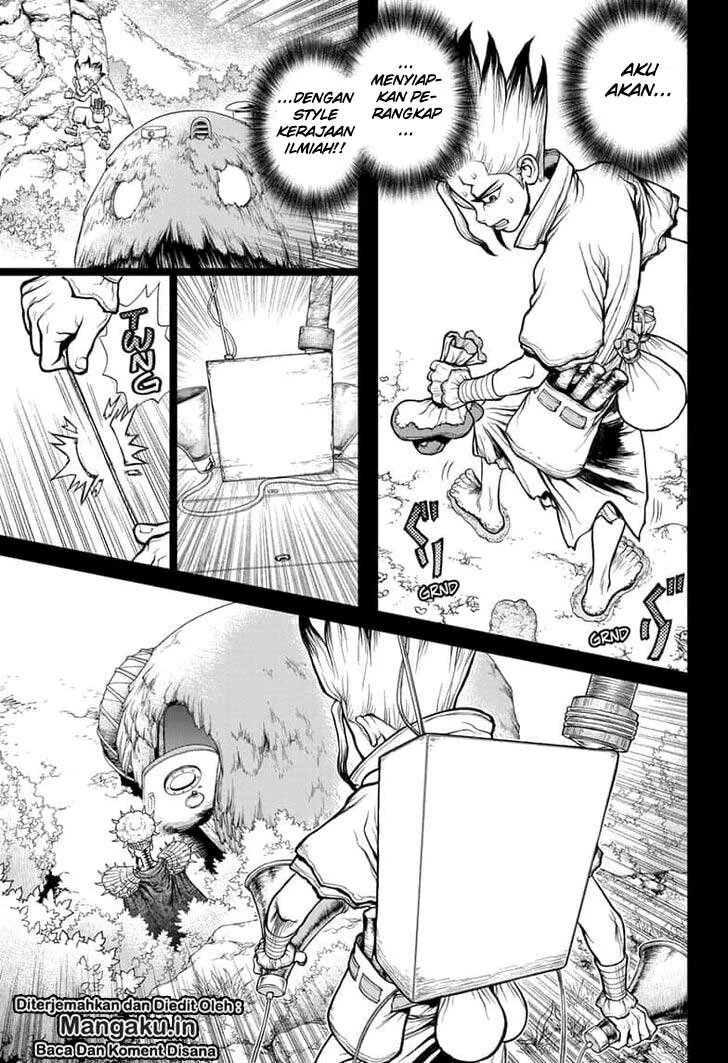 AKU
AKAN...
...
MENYIAP-
KAN PE-
RANGKAP
...
...DENGAN
STYLE
KERAJAAN
ILMIAH!!
GRND
GRND
TWNG
Diterjemahkan dan Diedit Oleh :
Mangaku.in
Baca Dan Koment Disana